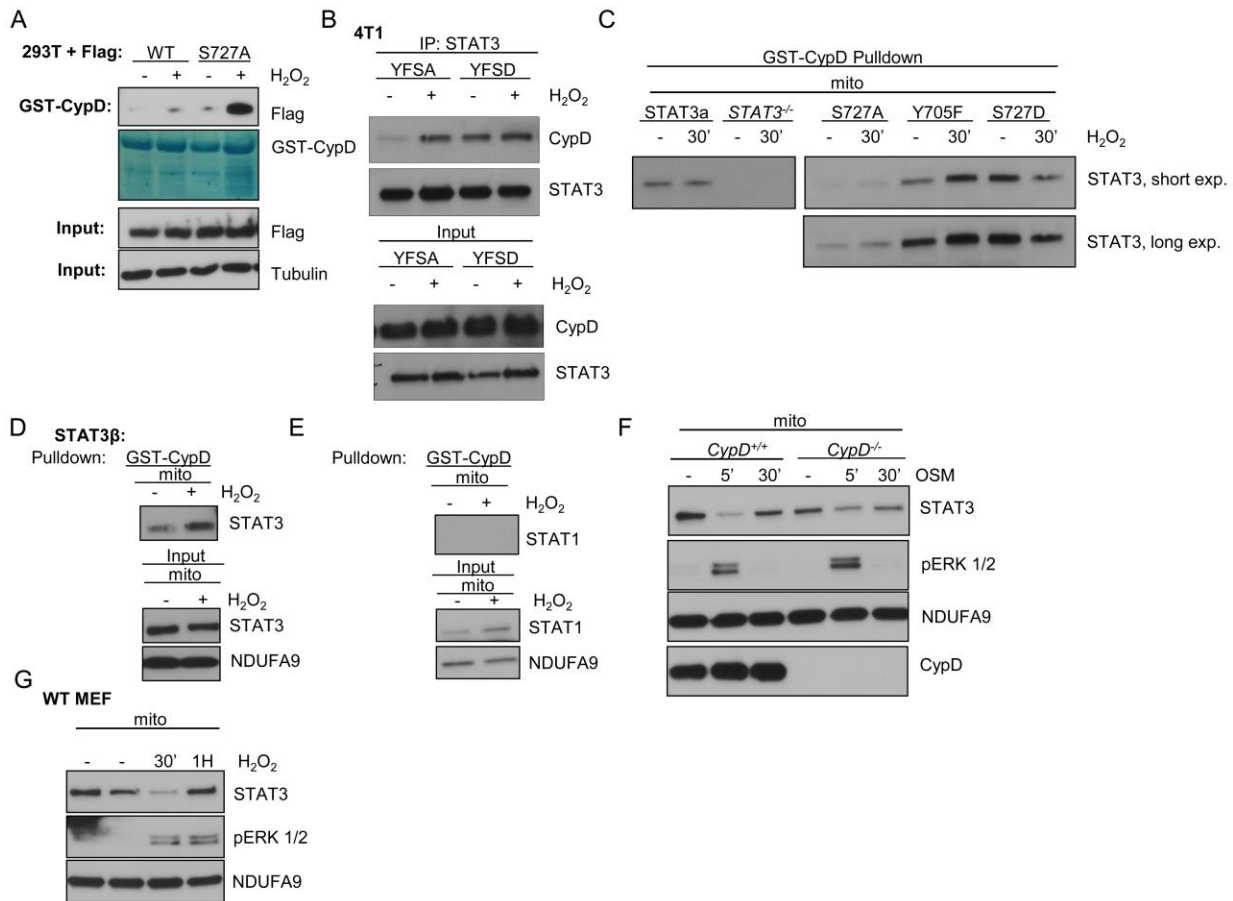 A
293T + Flag: WT S727A
- + - + H₂O₂
GST-CypD: Flag
GST-CypD
Input: Flag
Input: Tubulin
B
4T1
IP: STAT3
YFSA YFSD
- + - + H₂O₂
CypD
STAT3
Input
YFSA YFSD
- + - + H₂O₂
CypD
STAT3
C
GST-CypD Pulldown
mito
STAT3a STAT3-/- S727A Y705F S727D
- 30' - 30' - 30' - 30' - 30' H₂O₂
STAT3, short exp.
STAT3, long exp.
D
STAT3β:
Pulldown: GST-CypD
mito
- + H₂O₂
STAT3
Input
mito
- + H₂O₂
STAT3
NDUFA9
E
Pulldown: GST-CypD
mito
- + H₂O₂
STAT1
Input
mito
- + H₂O₂
STAT1
NDUFA9
F
mito
CypD+/+ CypD-/-
- 5' 30' - 5' 30' OSM
STAT3
pERK 1/2
NDUFA9
CypD
G
WT MEF
mito
- - 30' 1H H₂O₂
STAT3
pERK 1/2
NDUFA9